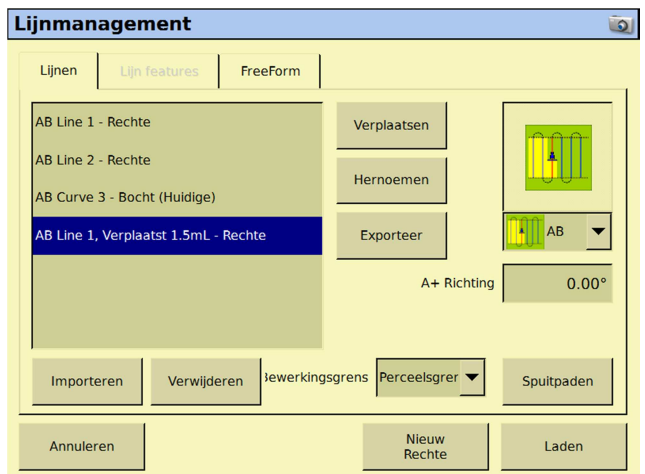 Lijnmanagement
Lijnen
Lijn features
FreeForm
AB Line 1 - Rechte
AB Line 2 - Rechte
AB Curve 3 - Bocht (Huidige)
AB Line 1, Verplaatst 1.5mL - Rechte
Verplaatsen
Hernoemen
Exporteer
AB
A+ Richting
0.00°
Importeren
Verwijderen
Bewerkingsgrens
Perceelsgrer
Spuitpaden
Annuleren
Nieuw
Rechte
Laden